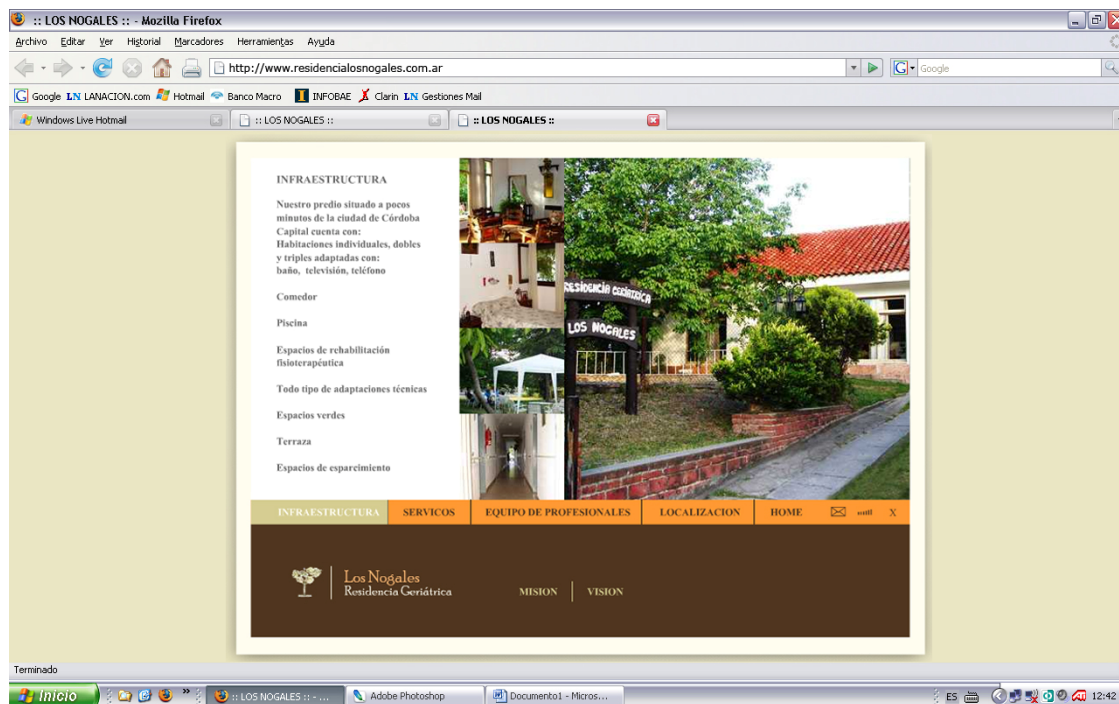 :: LOS NOGALES :: - Mozilla Firefox
Archivo Editar Ver Historial Marcadores Herramientas Ayuda
http://www.residencialosnogales.com.ar
G Google
Google LN LANACION.com Hotmail Banco Macro INFOBAE Clarin LN Gestiones Mail
Windows Live Hotmail :: LOS NOGALES :: :: LOS NOGALES ::
INFRAESTRUCTURA
Nuestro predio situado a pocos
minutos de la ciudad de Córdoba
Capital cuenta con:
Habitaciones individuales, dobles
y triples adaptadas con:
baño, televisión, teléfono
Comedor
Piscina
Espacios de rehabilitación
fisioterapéutica
Todo tipo de adaptaciones técnicas
Espacios verdes
Terraza
Espacios de esparcimiento
RESIDENCIA GERIATRICA
LOS NOGALES
INFRAESTRUCTURA SERVICOS EQUIPO DE PROFESIONALES LOCALIZACION HOME X
Los Nogales
Residencia Geriátrica
MISION VISION
Terminado
Inicio :: LOS NOGALES :: - ... Adobe Photoshop Documento1 - Micros... ES 12:42